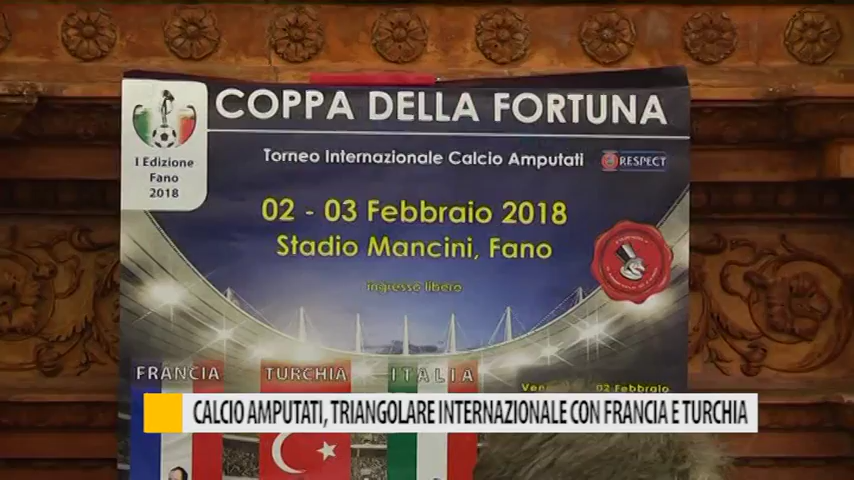 COPPA DELLA FORTUNA
I Edizione
Fano
2018
Torneo Internazionale Calcio Amputati
RESPECT
02 - 03 Febbraio 2018
Stadio Mancini, Fano
ingresso libero
FRANCIA
TURCHIA
ITALIA
02 Febbraio
CALCIO AMPUTATI, TRIANGOLARE INTERNAZIONALE CON FRANCIA E TURCHIA